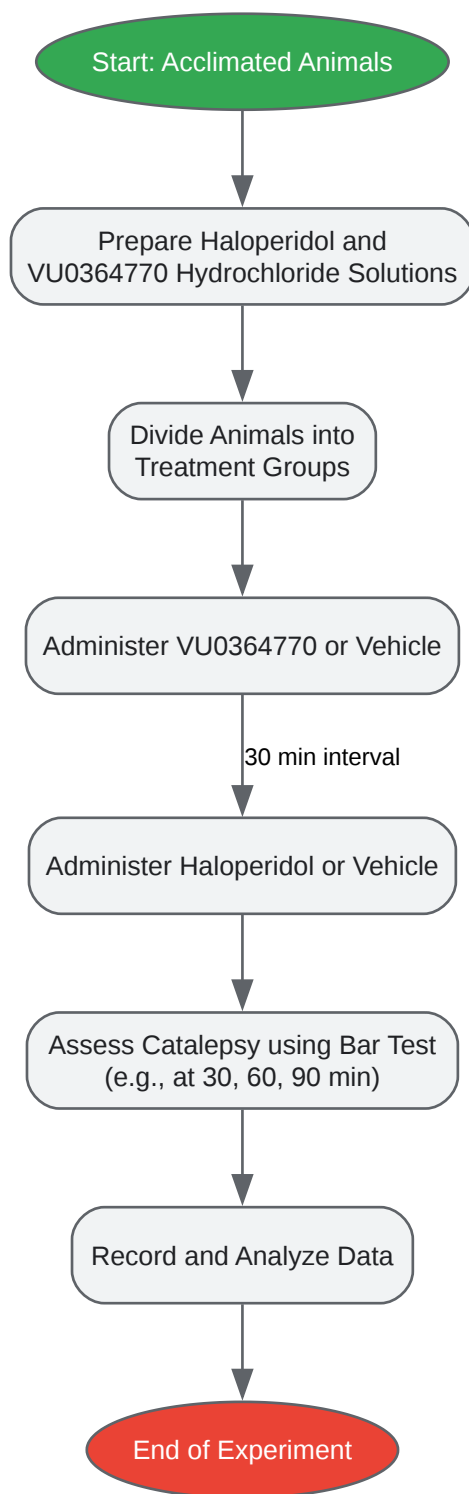 Start: Acclimated Animals
Prepare Haloperidol and
VU0364770 Hydrochloride Solutions
Divide Animals into
Treatment Groups
Administer VU0364770 or Vehicle
30 min interval
Administer Haloperidol or Vehicle
Assess Catalepsy using Bar Test
(e.g., at 30, 60, 90 min)
Record and Analyze Data
End of Experiment